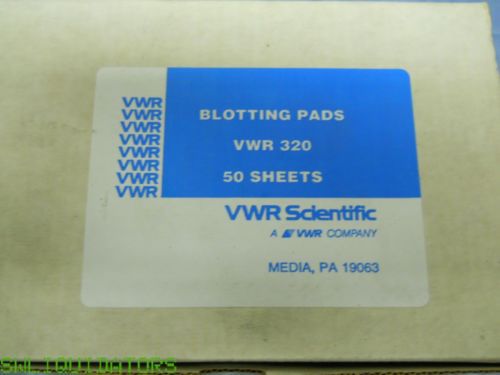 VWR
VWR
VWR
VWR
VWR
VWR
VWR
VWR
BLOTTING PADS
VWR 320
50 SHEETS
VWR Scientific
A VWR COMPANY
MEDIA, PA 19063
SWLIQUIDATORS